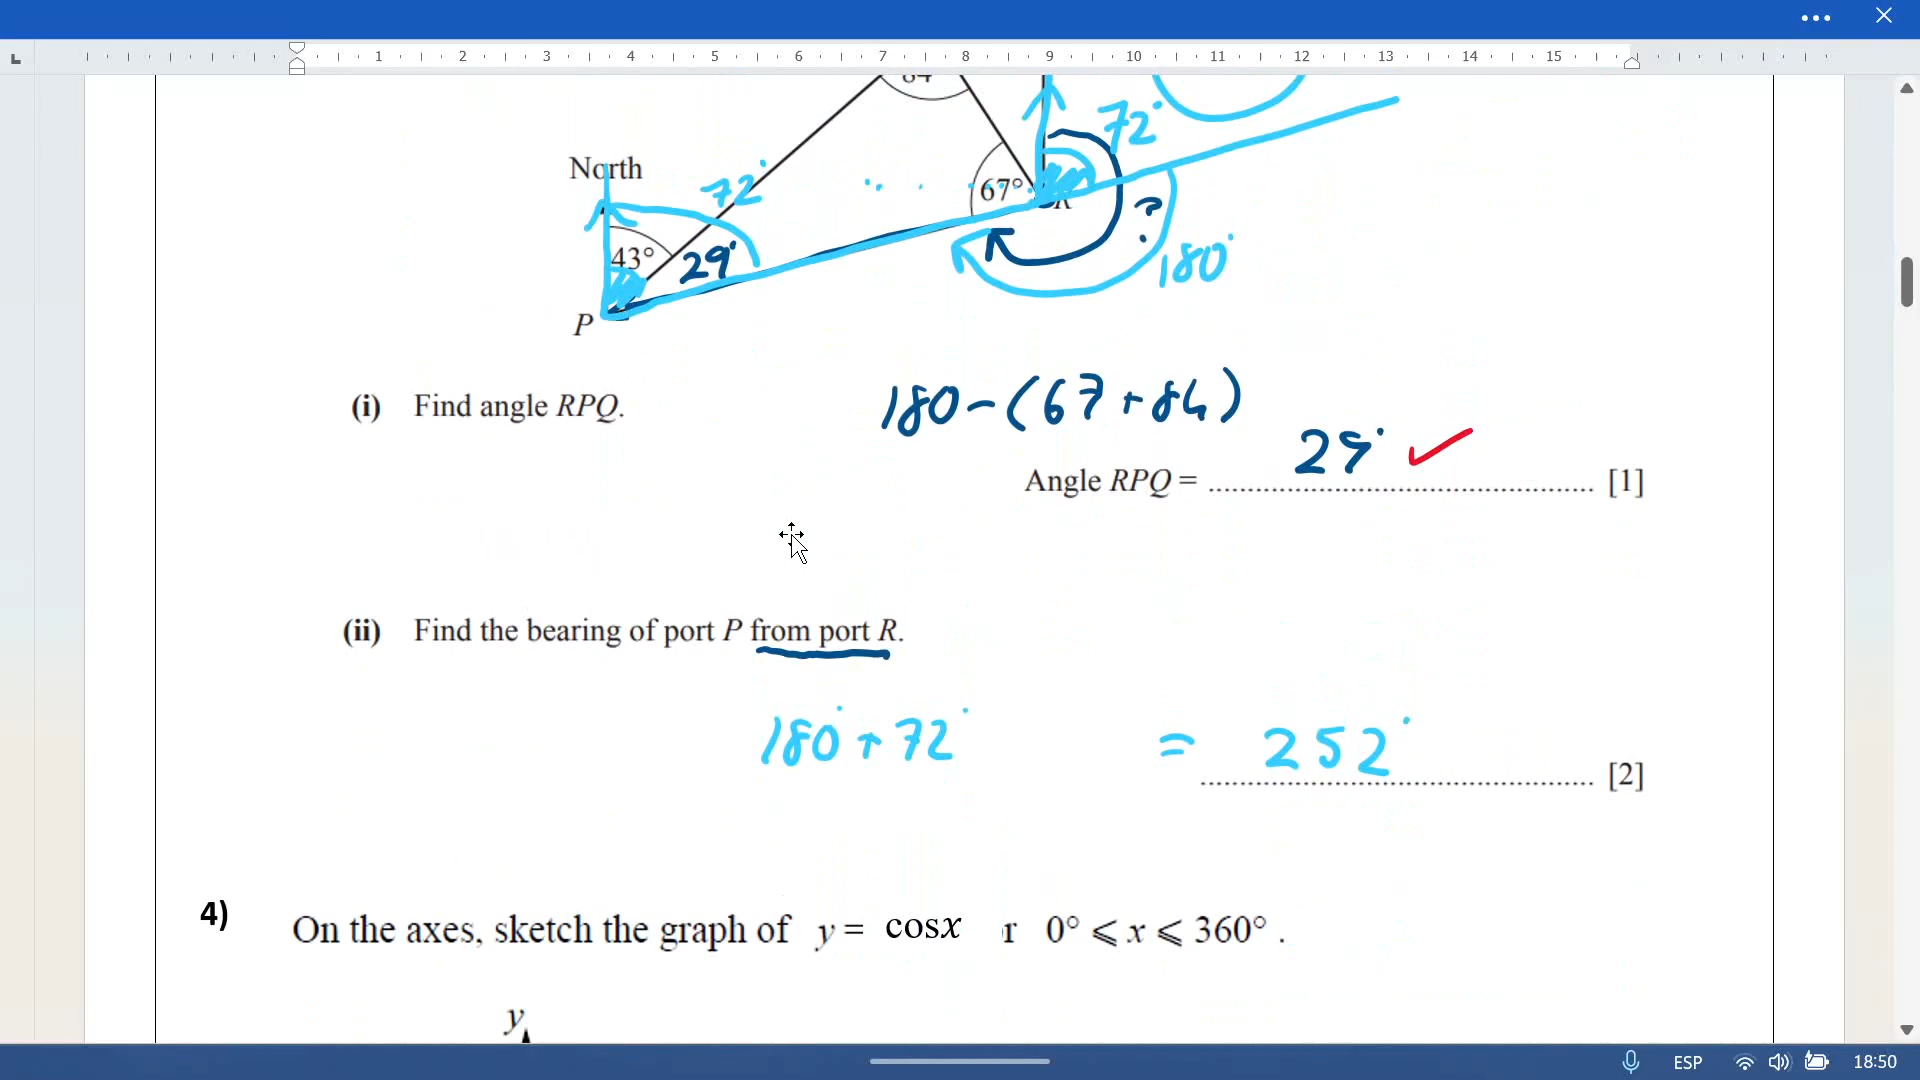 1 2 3 4 5 6 7 8 9 10 11 12 13 14 15
84
72°
North
72°
67°
R
?
43°
29°
180°
P
180-(67+84)
(i) Find angle RPQ.
29°
Angle RPQ = ........................................ [1]
(ii) Find the bearing of port P from port R.
180°+72° = 252°
........................................ [2]
4)
On the axes, sketch the graph of y = cosx r 0° ⩽ x ⩽ 360° .
y
ESP 18:50